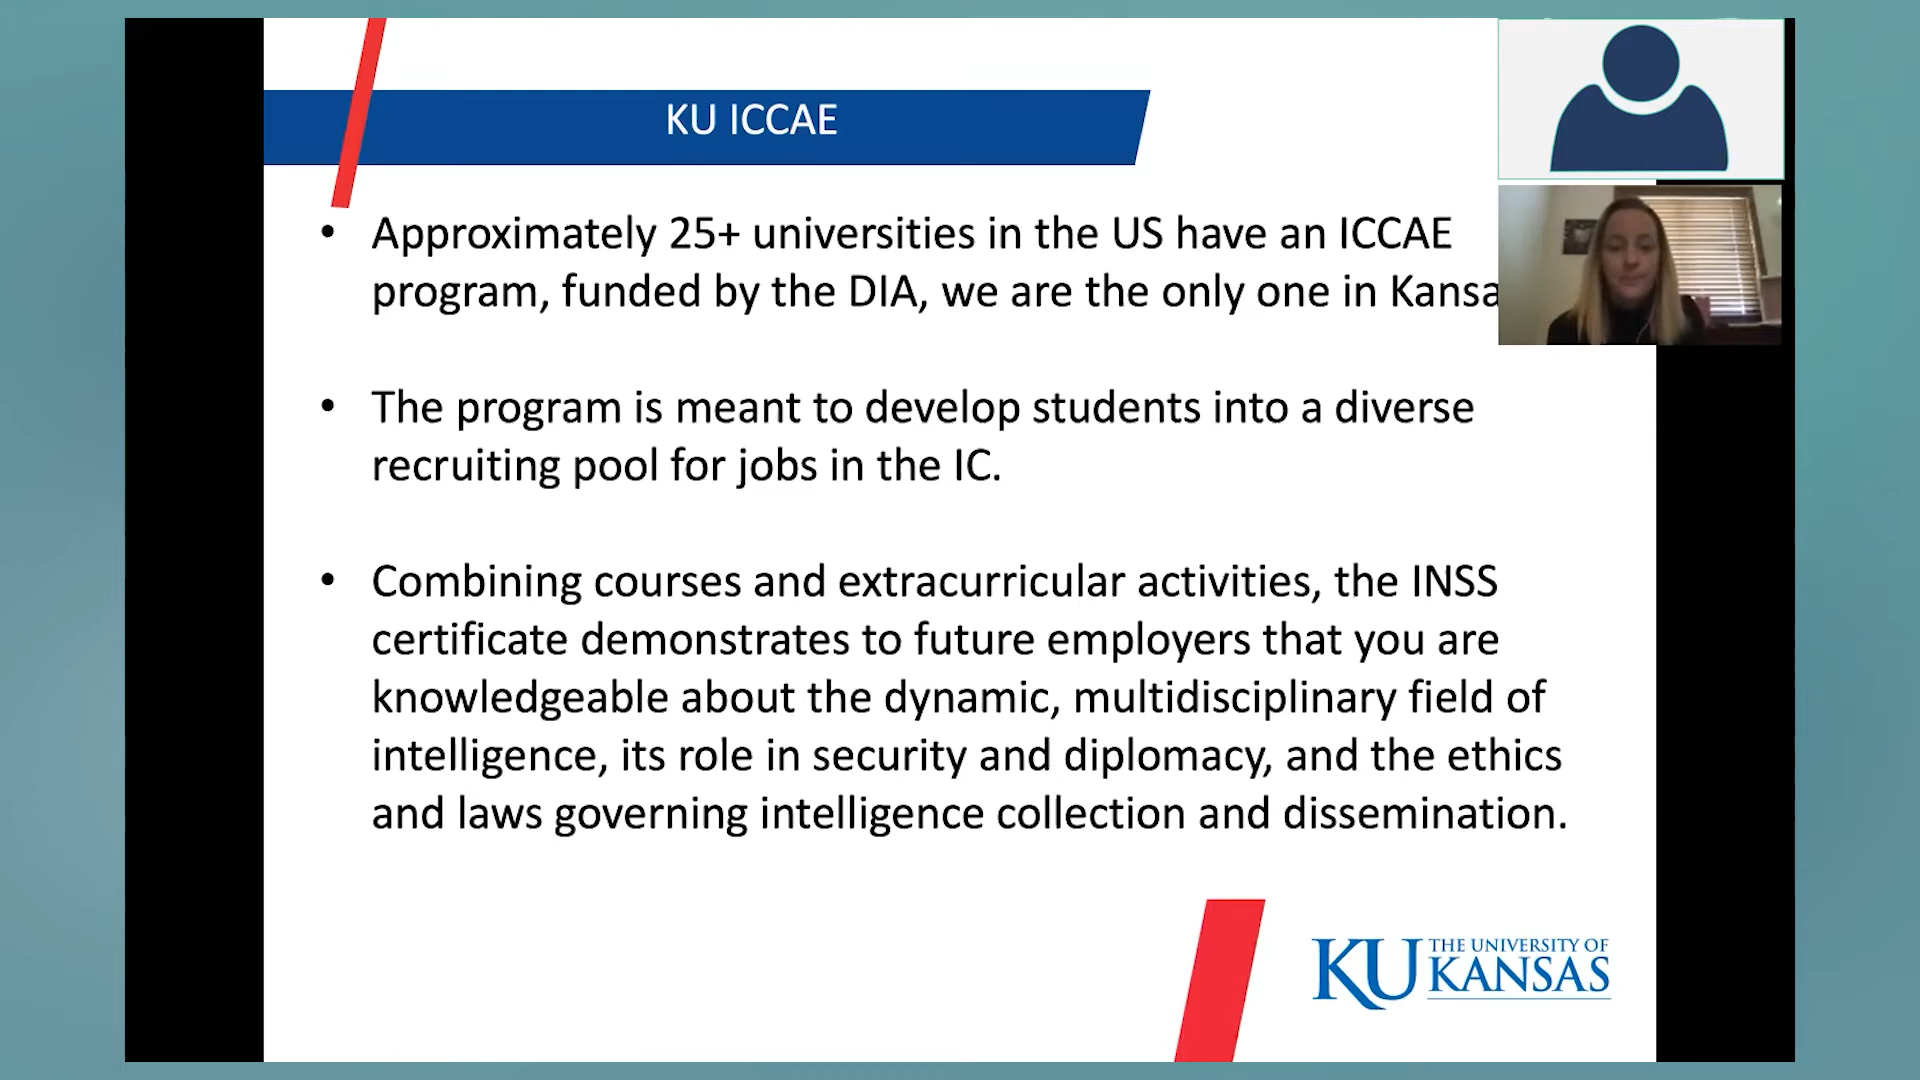 KU ICCAE
• Approximately 25+ universities in the US have an ICCAE
program, funded by the DIA, we are the only one in Kansa
• The program is meant to develop students into a diverse
recruiting pool for jobs in the IC.
• Combining courses and extracurricular activities, the INSS
certificate demonstrates to future employers that you are
knowledgeable about the dynamic, multidisciplinary field of
intelligence, its role in security and diplomacy, and the ethics
and laws governing intelligence collection and dissemination.
KU THE UNIVERSITY OF
KANSAS